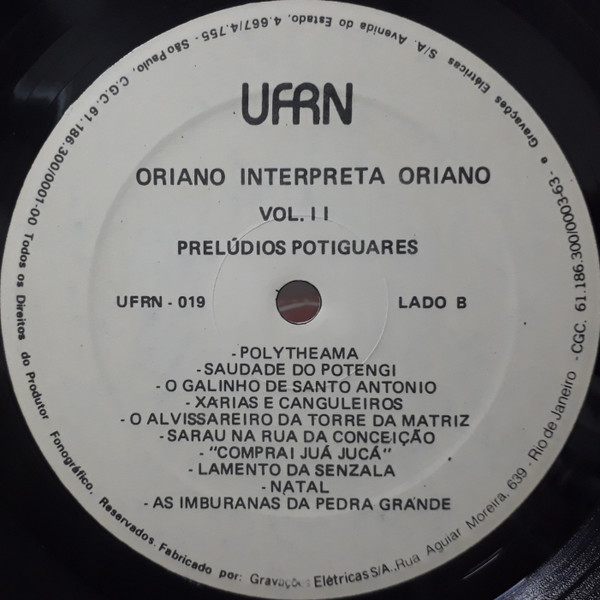 UFRN
ORIANO INTERPRETA ORIANO
VOL. II
PRELÚDIOS POTIGUARES
UFRN - 019
LADO B
- POLYTHEAMA
- SAUDADE DO POTENGI
- O GALINHO DE SANTO ANTONIO
- XARIAS E CANGULEIROS
- O ALVISSAREIRO DA TORRE DA MATRIZ
- SARAU NA RUA DA CONCEIÇÃO
- "COMPRAI JUÁ JUCÁ"
- LAMENTO DA SENZALA
- NATAL
- AS IMBURANAS DA PEDRA GRANDE
Todos os Direitos do Produtor Fonográfico. Reservados. Fabricado por: Gravações Elétricas S/A., Rua Aguiar Moreira, 639 - Rio de Janeiro - CGC. 61.186.300/0003-63 - e Gravações Elétricas S/A. Avenida do Estado, 4.667/4.755 - São Paulo, C.G.C. 61.186.300/0001-00